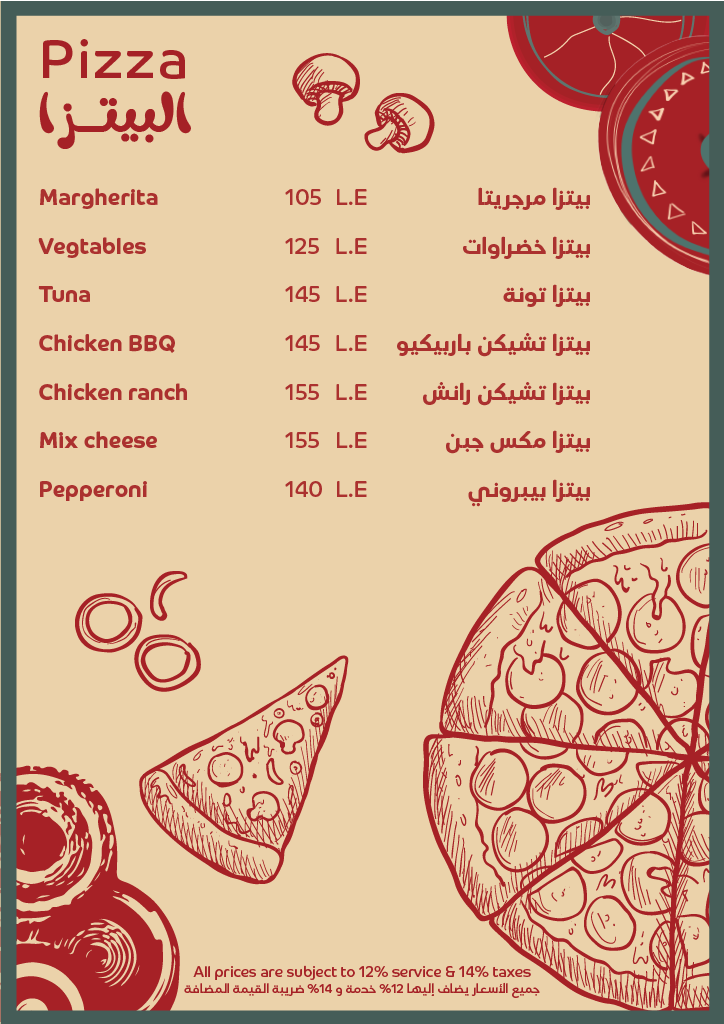 Pizza
البيتزا
Margherita 105 L.E بيتزا مرجريتا
Vegtables 125 L.E بيتزا خضراوات
Tuna 145 L.E بيتزا تونة
Chicken BBQ 145 L.E بيتزا تشيكن باربيكيو
Chicken ranch 155 L.E بيتزا تشيكن رانش
Mix cheese 155 L.E بيتزا مكس جبن
Pepperoni 140 L.E بيتزا بيبروني
All prices are subject to 12% service & 14% taxes
جميع الأسعار يضاف إليها 12% خدمة و 14% ضريبة القيمة المضافة